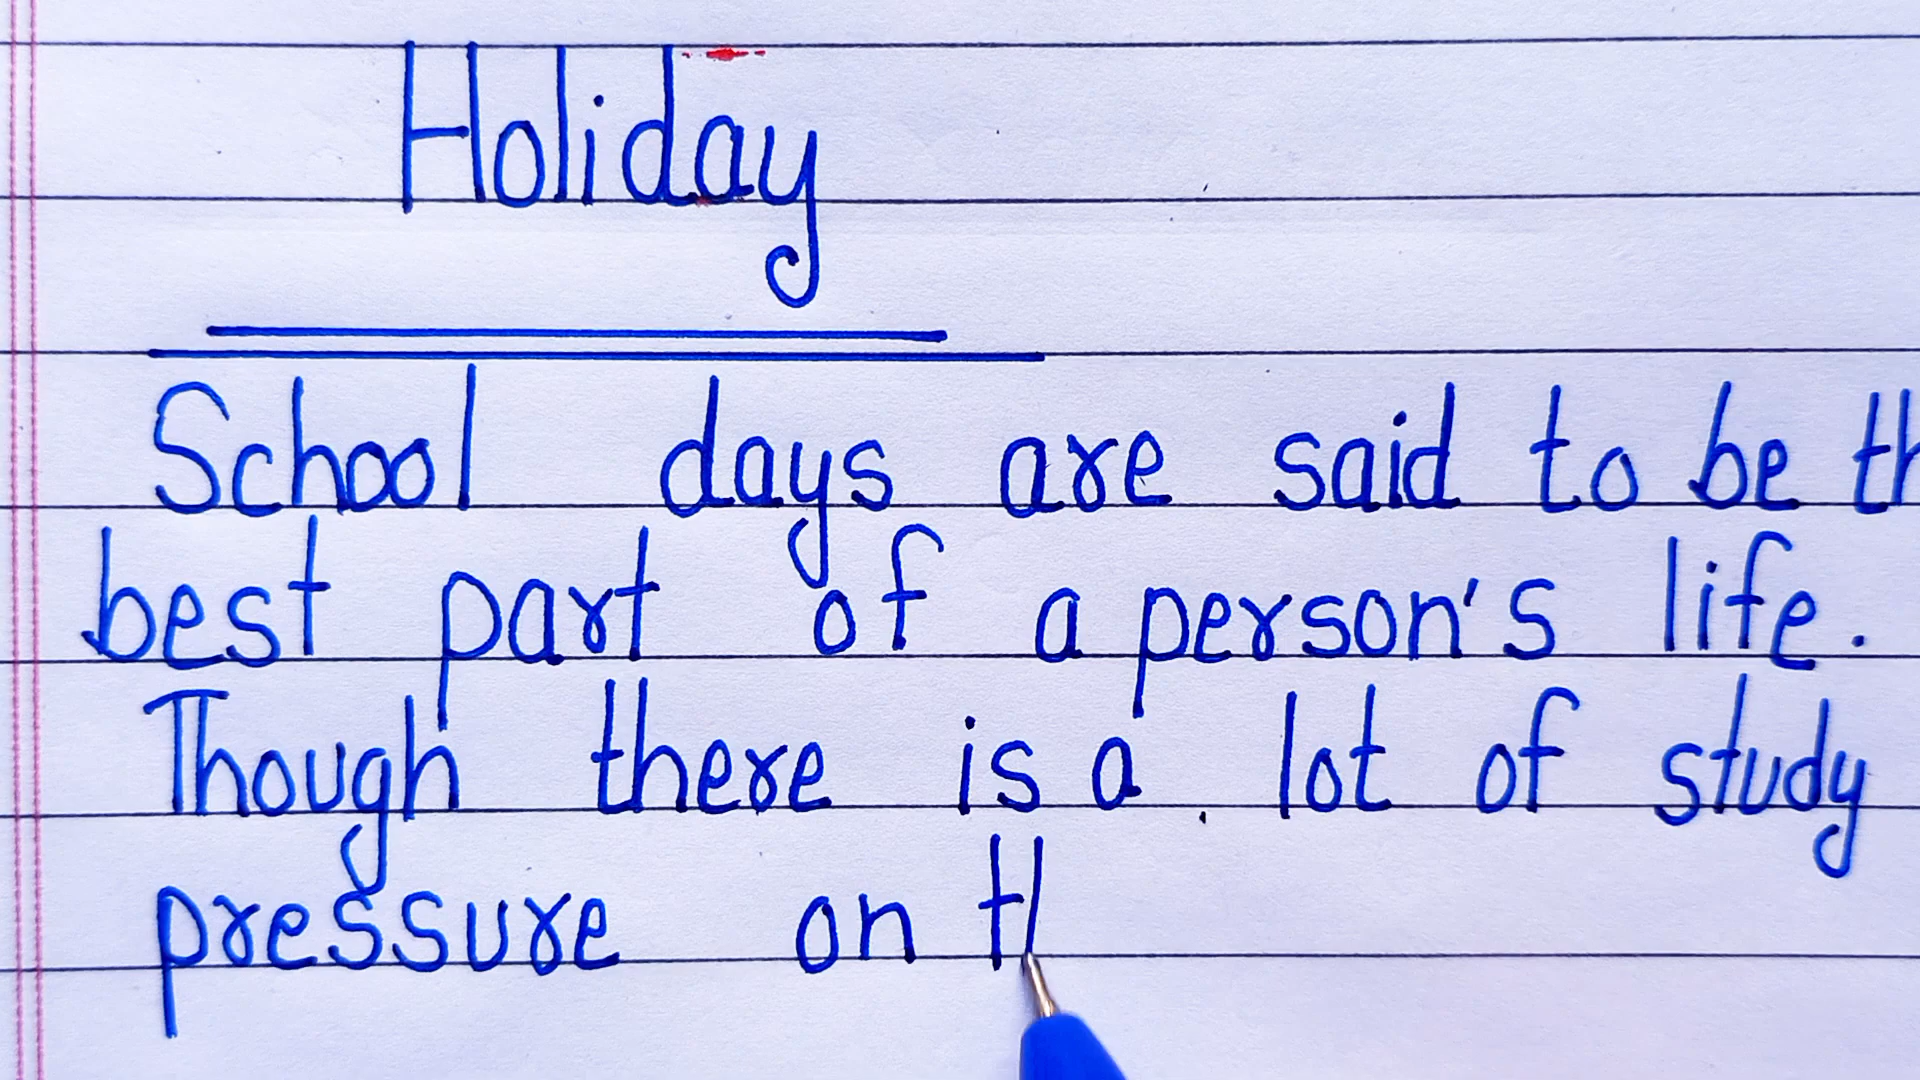 Holiday
School days are said to be th
best part of a person's life.
Though there is a lot of study
pressure on